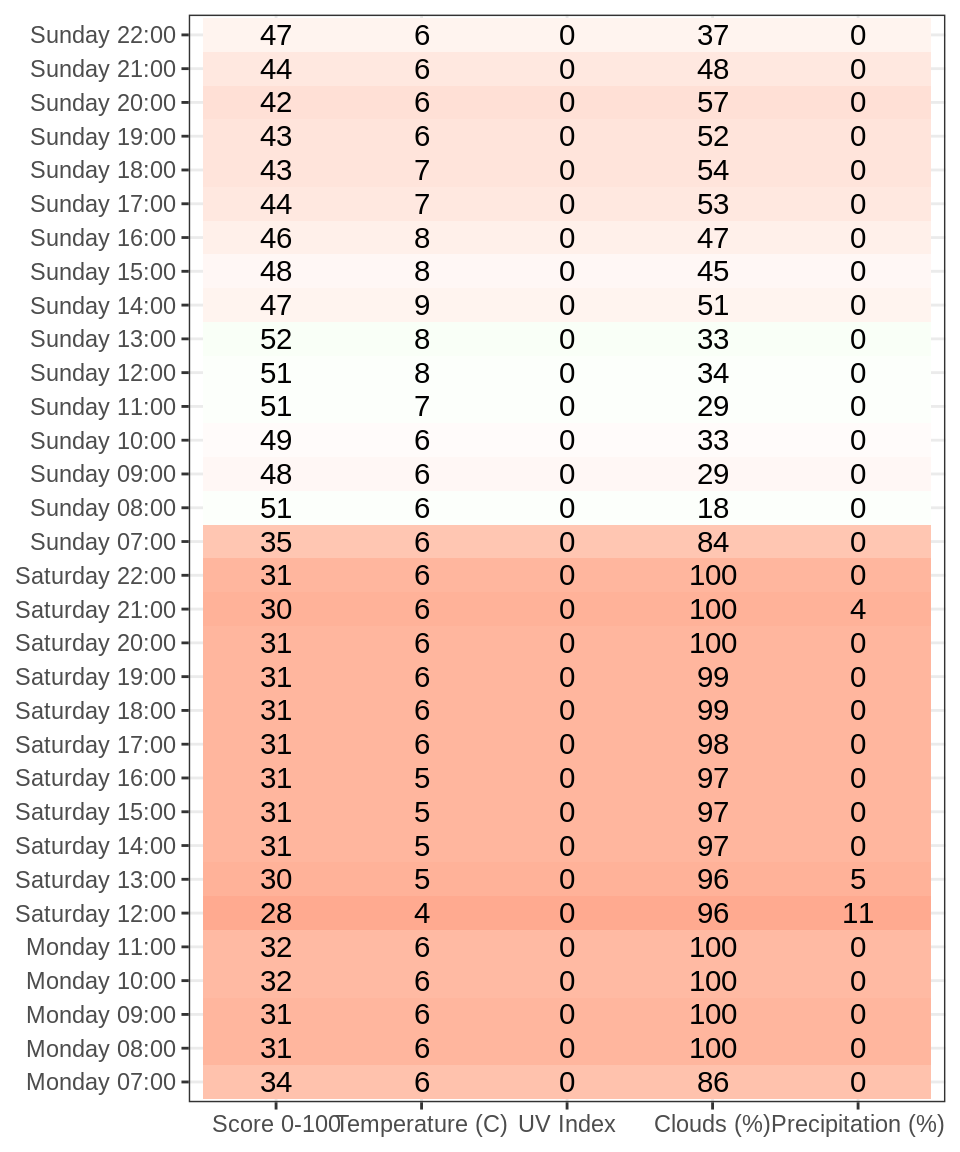 Sunday 22:00 47 6 0 37 0
Sunday 21:00 44 6 0 48 0
Sunday 20:00 42 6 0 57 0
Sunday 19:00 43 6 0 52 0
Sunday 18:00 43 7 0 54 0
Sunday 17:00 44 7 0 53 0
Sunday 16:00 46 8 0 47 0
Sunday 15:00 48 8 0 45 0
Sunday 14:00 47 9 0 51 0
Sunday 13:00 52 8 0 33 0
Sunday 12:00 51 8 0 34 0
Sunday 11:00 51 7 0 29 0
Sunday 10:00 49 6 0 33 0
Sunday 09:00 48 6 0 29 0
Sunday 08:00 51 6 0 18 0
Sunday 07:00 35 6 0 84 0
Saturday 22:00 31 6 0 100 0
Saturday 21:00 30 6 0 100 4
Saturday 20:00 31 6 0 100 0
Saturday 19:00 31 6 0 99 0
Saturday 18:00 31 6 0 99 0
Saturday 17:00 31 6 0 98 0
Saturday 16:00 31 5 0 97 0
Saturday 15:00 31 5 0 97 0
Saturday 14:00 31 5 0 97 0
Saturday 13:00 30 5 0 96 5
Saturday 12:00 28 4 0 96 11
Monday 11:00 32 6 0 100 0
Monday 10:00 32 6 0 100 0
Monday 09:00 31 6 0 100 0
Monday 08:00 31 6 0 100 0
Monday 07:00 34 6 0 86 0
Score 0-100 Temperature (C) UV Index Clouds (%) Precipitation (%)